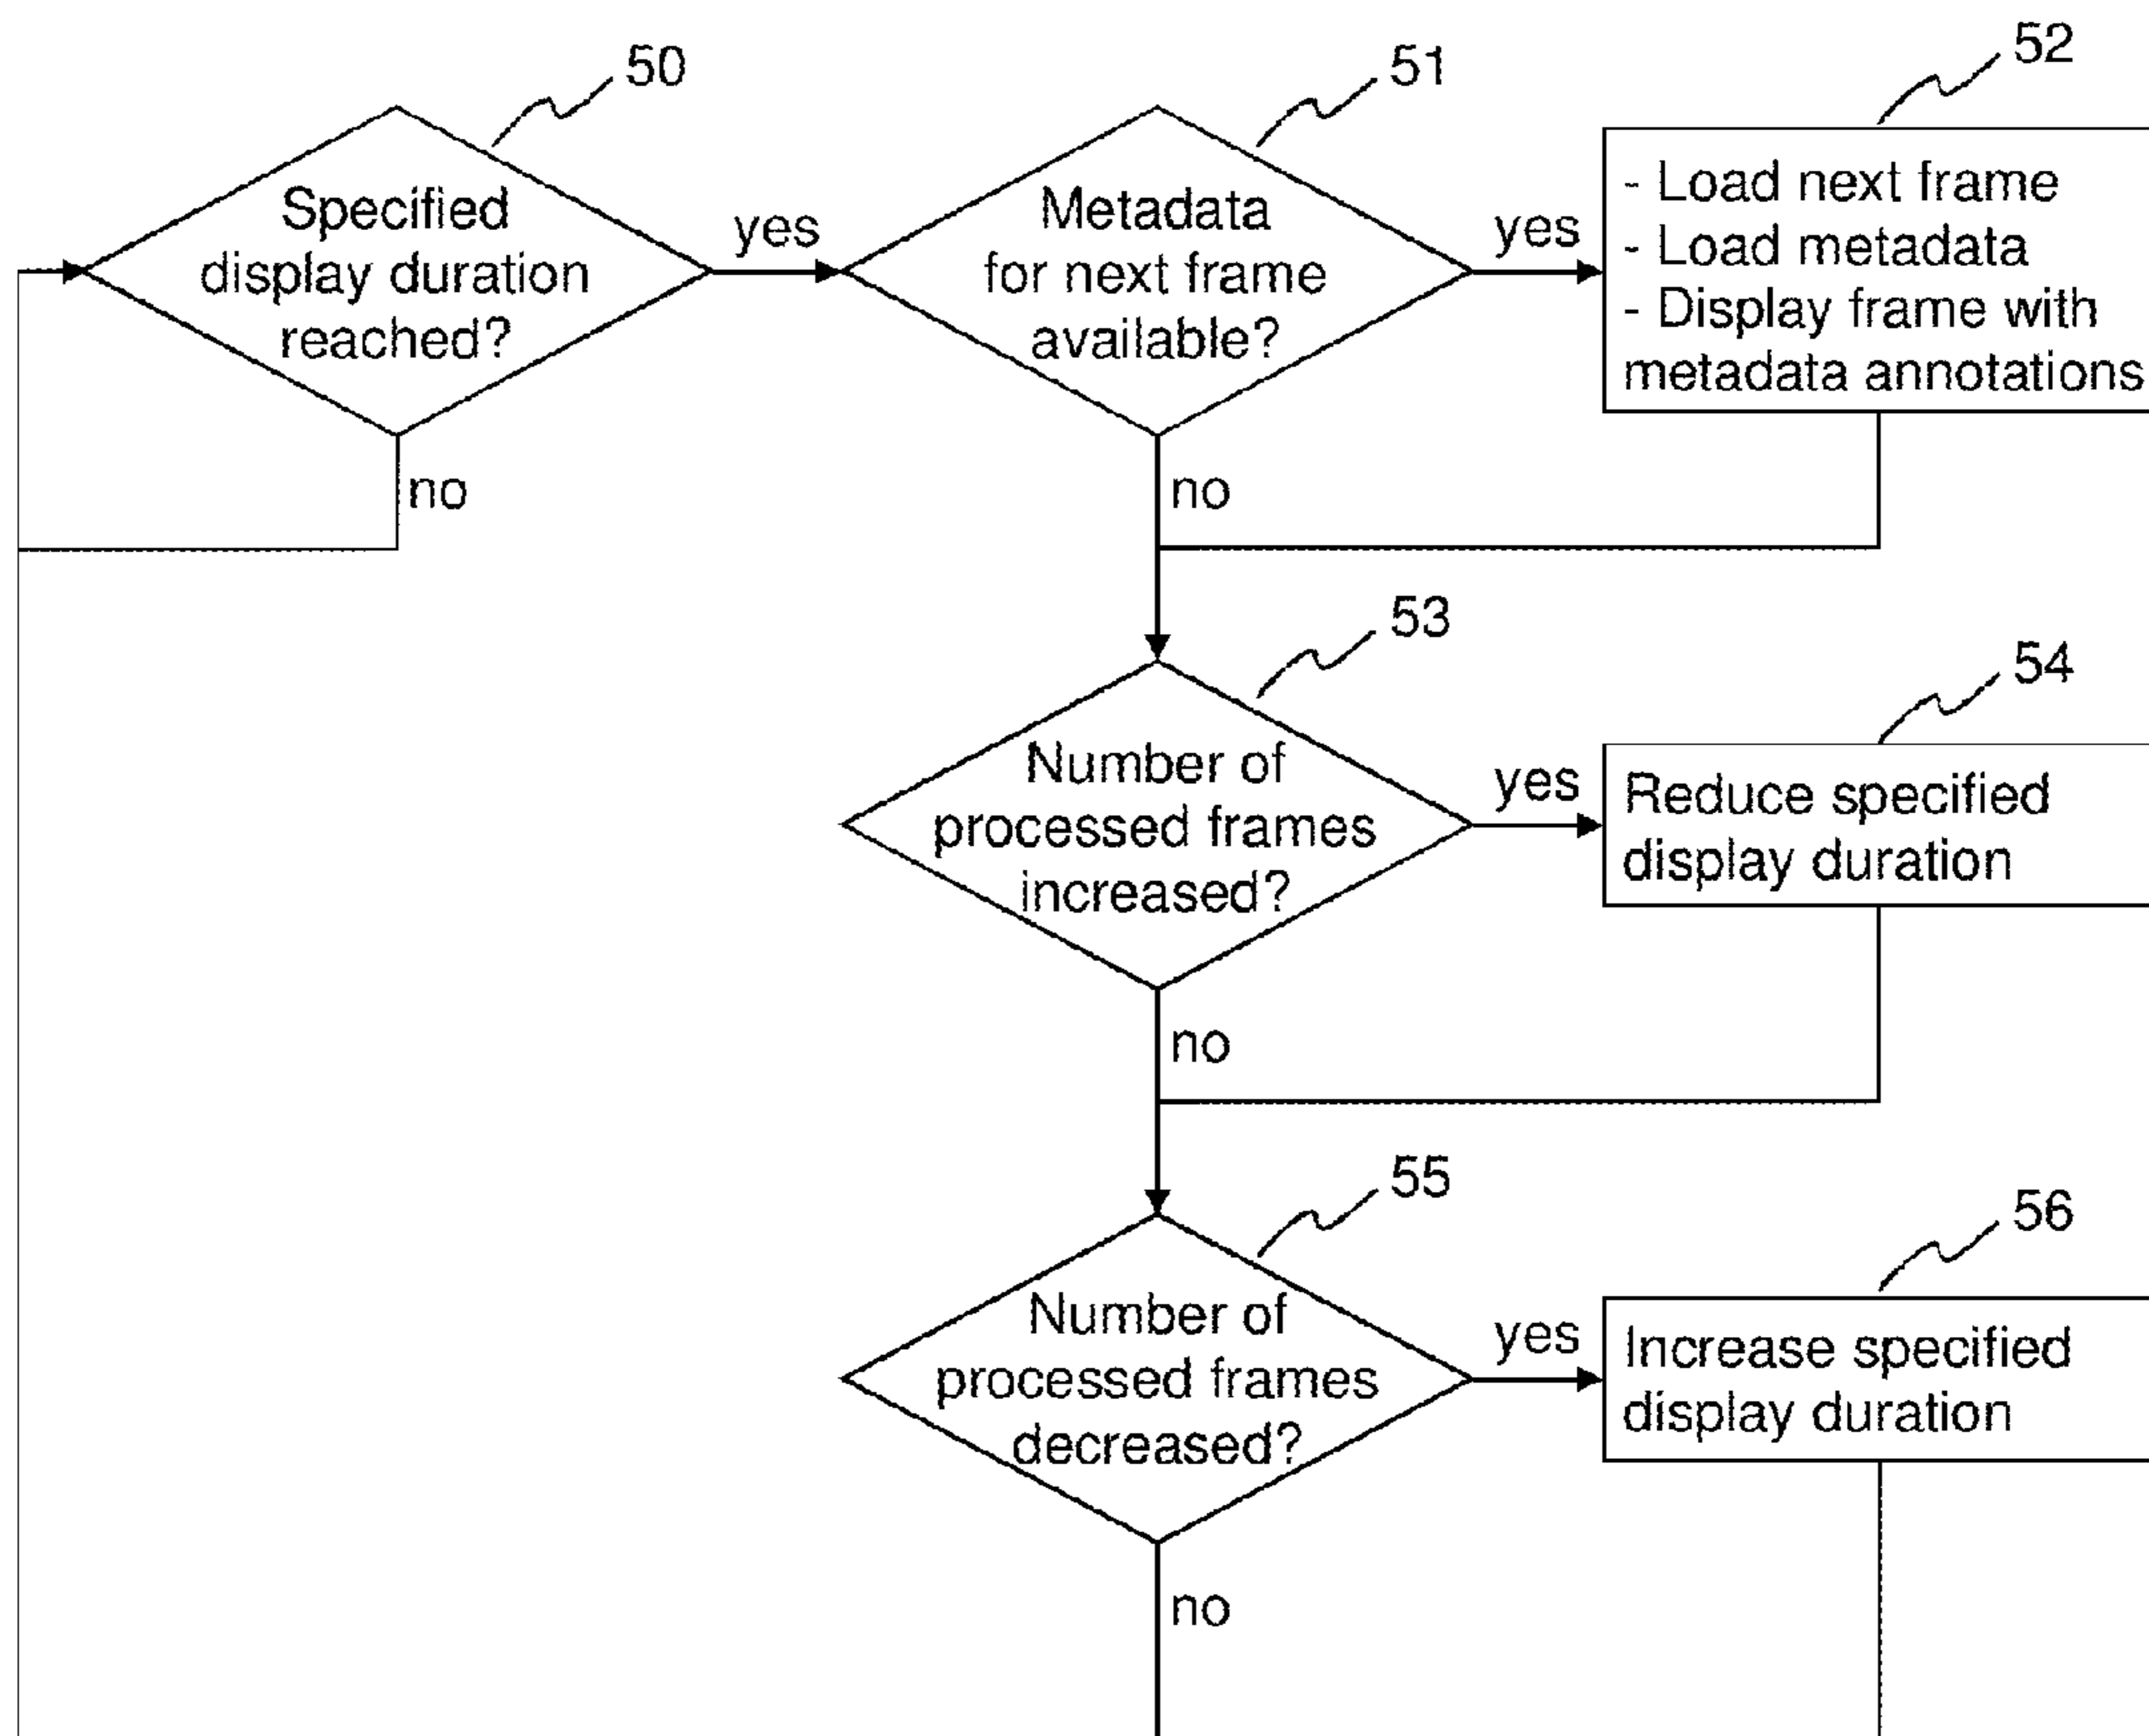 50
Specified
display duration
reached?
yes
no
51
Metadata
for next frame
available?
yes
no
52
- Load next frame
- Load metadata
- Display frame with
metadata annotations
53
Number of
processed frames
increased?
yes
no
54
Reduce specified
display duration
55
Number of
processed frames
decreased?
yes
no
56
Increase specified
display duration